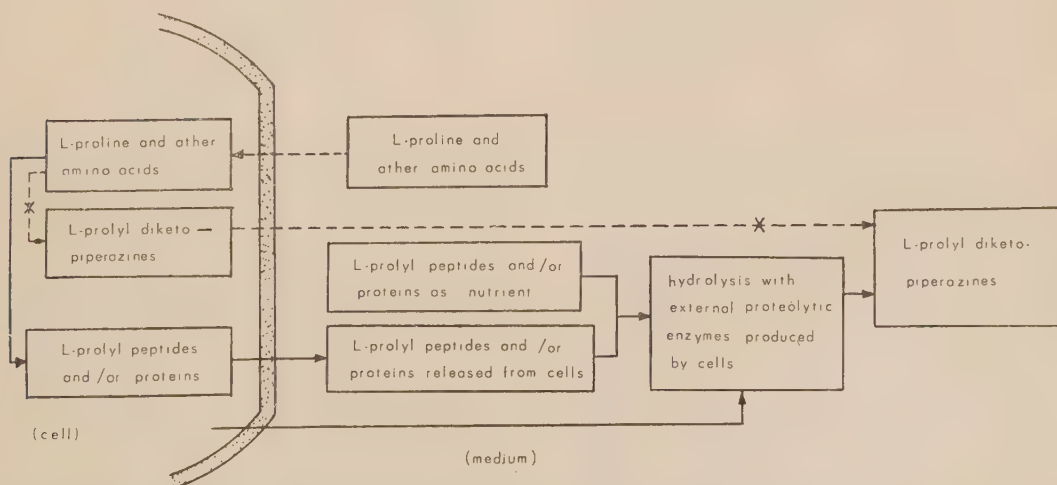 L-proline and ather
amino acids
L-proline and
other amino acids
L-prolyl diketo —
piperazines
L-prolyl peptides and/or
proteins as nutrient
hydrolysis with
external proteolytic
enzymes produced
by cells
L-prolyl diketo-
piperazines
L-prolyl peptides
and/or proteins
L-prolyl peptides and /or
proteins released from cells
(cell)
(medium)